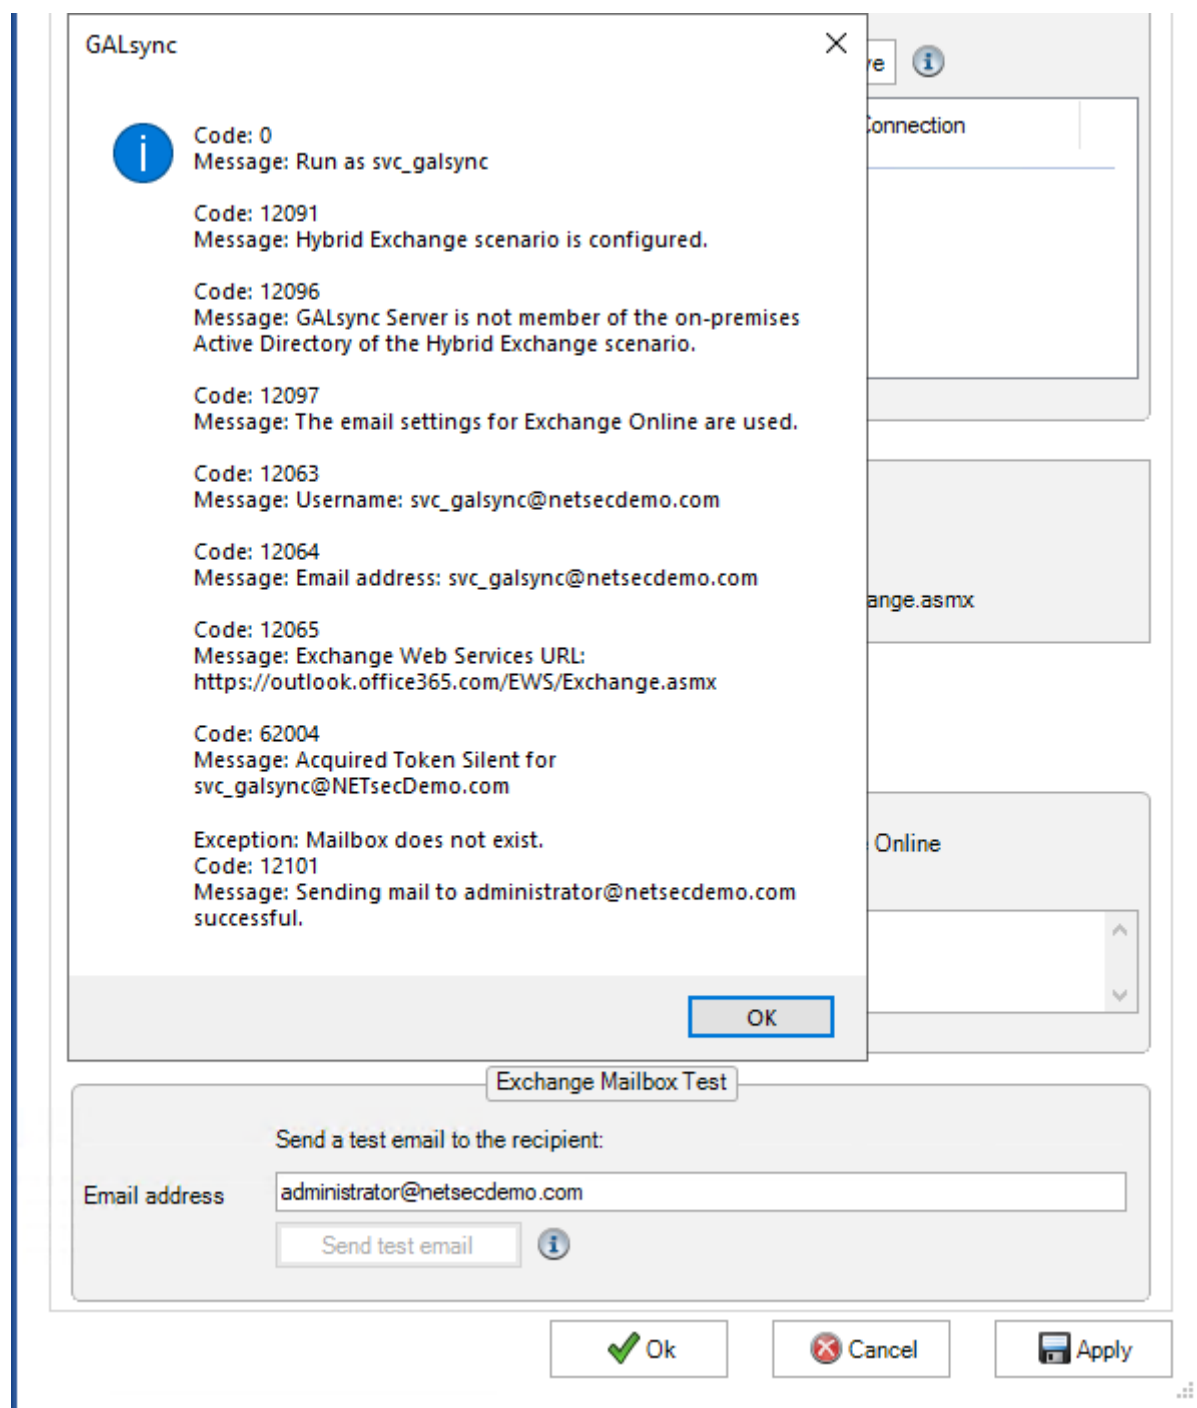 GALsync
Code: 0
Message: Run as svc_galsync
Code: 12091
Message: Hybrid Exchange scenario is configured.
Code: 12096
Message: GALsync Server is not member of the on-premises
Active Directory of the Hybrid Exchange scenario.
Code: 12097
Message: The email settings for Exchange Online are used.
Code: 12063
Message: Username: svc_galsync@netsecdemo.com
Code: 12064
Message: Email address: svc_galsync@netsecdemo.com
Code: 12065
Message: Exchange Web Services URL:
https://outlook.office365.com/EWS/Exchange.asmx
Code: 62004
Message: Acquired Token Silent for
svc_galsync@NETsecDemo.com
Exception: Mailbox does not exist.
Code: 12101
Message: Sending mail to administrator@netsecdemo.com
successful.
OK
ve
Connection
ange.asmx
Online
Exchange Mailbox Test
Send a test email to the recipient:
Email address administrator@netsecdemo.com
Send test email
Ok Cancel Apply